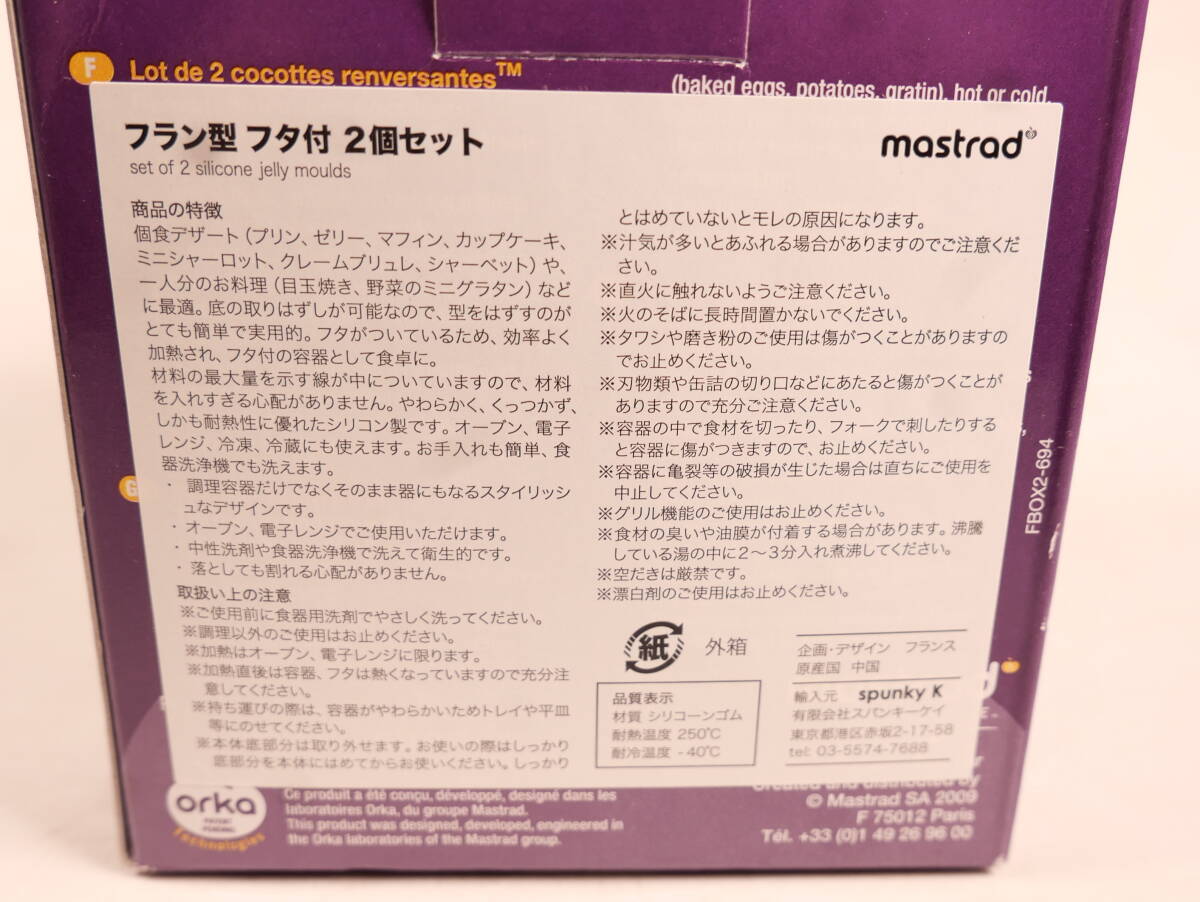 F Lot de 2 cocottes renversantes™
(baked eggs, potatoes, gratin), hot or cold.
フラン型 フタ付 2個セット
set of 2 silicone jelly moulds
mastrad
商品の特徴
個食デザート(プリン、ゼリー、マフィン、カップケーキ、
ミニシャーロット、クレームブリュレ、シャーベット)や、
一人分のお料理(目玉焼き、野菜のミニグラタン)など
に最適。底の取りはずしが可能なので、型をはずすのが
とても簡単で実用的。フタがついているため、効率よく
加熱され、フタ付の容器として食卓に。
材料の最大量を示す線が中についていますので、材料
を入れすぎる心配がありません。やわらかく、くっつかず、
しかも耐熱性に優れたシリコン製です。オーブン、電子
レンジ、冷凍、冷蔵にも使えます。お手入れも簡単、食
器洗浄機でも洗えます。
・ 調理容器だけでなくそのまま器にもなるスタイリッシ
ュなデザインです。
・オーブン、電子レンジでご使用いただけます。
・中性洗剤や食器洗浄機で洗えて衛生的です。
・落としても割れる心配がありません。
取扱い上の注意
※ご使用前に食器用洗剤でやさしく洗ってください。
※調理以外のご使用はお止めください。
※加熱はオーブン、電子レンジに限ります。
※加熱直後は容器、フタは熱くなっていますので充分注
意してください。
※持ち運びの際は、容器がやわらかいためトレイや平皿
等にのせてください。
※本体底部分は取り外せます。お使いの際はしっかり
底部分を本体にはめてからお使いください。しっかり
とはめていないとモレの原因になります。
※汁気が多いとあふれる場合がありますのでご注意くだ
さい。
※直火に触れないようご注意ください。
※火のそばに長時間置かないでください。
※タワシや磨き粉のご使用は傷がつくことがありますの
でお止めください。
※刃物類や缶詰の切り口などにあたると傷がつくことが
ありますので充分ご注意ください。
※容器の中で食材を切ったり、フォークで刺したりする
と容器に傷がつきますので、お止めください。
※容器に亀裂等の破損が生じた場合は直ちにご使用を
中止してください。
※グリル機能のご使用はお止めください。
※食材の臭いや油膜が付着する場合があります。沸騰
している湯の中に2〜3分入れ煮沸してください。
※空だきは厳禁です。
※漂白剤のご使用はお止めください。
紙 外箱
品質表示
材質 シリコーンゴム
耐熱温度 250℃
耐冷温度 -40℃
企画・デザイン フランス
原産国 中国
輸入元 spunky K
有限会社スパンキーケイ
東京都港区赤坂2-17-58
tel: 03-5574-7688
FBOX2-694
G
orka
PATENT
PENDING
Technologies
Ce produit a été conçu, développé, designé dans les
laboratoires Orka, du groupe Mastrad.
This product was designed, developed, engineered in
the Orka laboratories of the Mastrad group.
Created and distributed by
© Mastrad SA 2009
F 75012 Paris
Tél. +33 (0)1 49 26 96 00